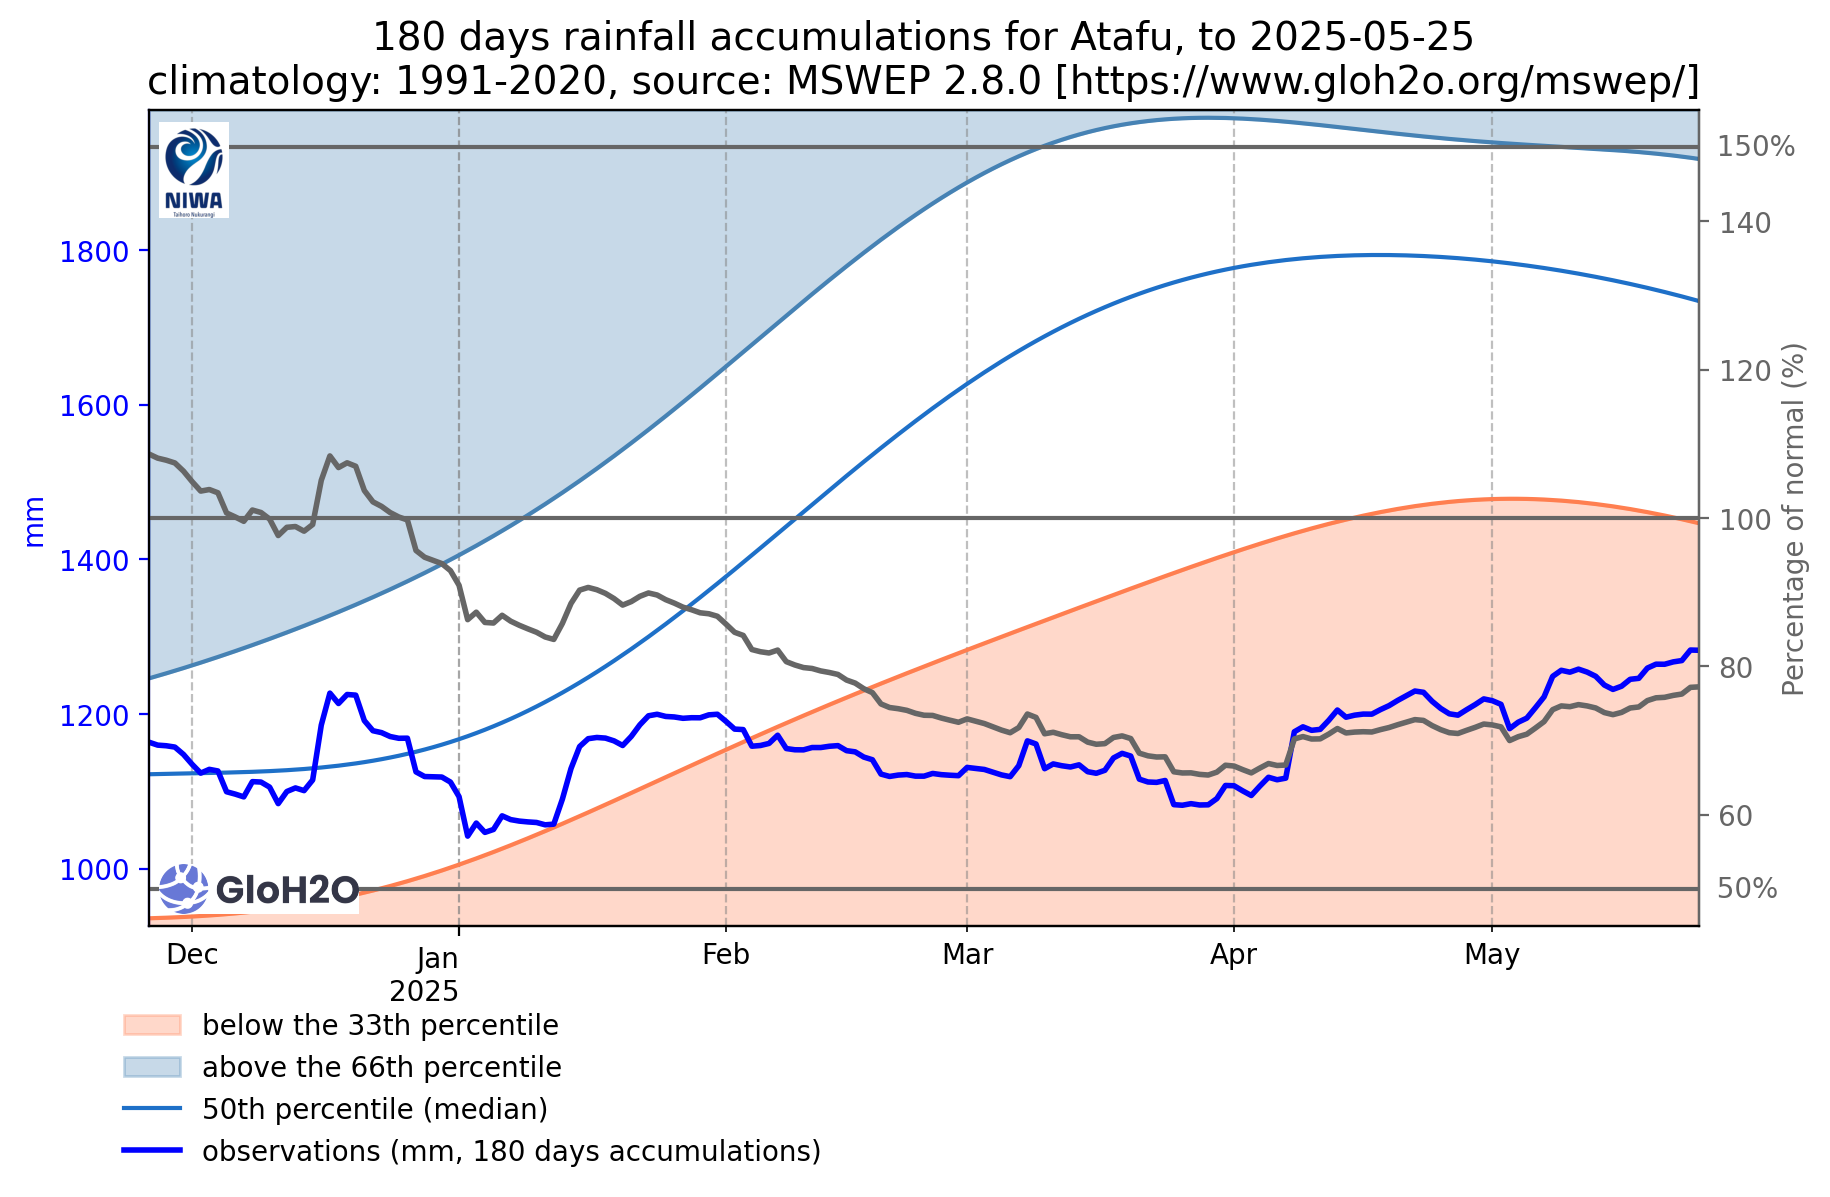 180 days rainfall accumulations for Atafu, to 2025-05-25
climatology: 1991-2020, source: MSWEP 2.8.0 [https://www.gloh2o.org/mswep/]
NIWA
Taihoro Nukurangi
150%
140
120
100
80
60
50%
Percentage of normal (%)
1800
1600
1400
1200
1000
mm
GloH2O
Dec
Jan
2025
Feb
Mar
Apr
May
below the 33th percentile
above the 66th percentile
50th percentile (median)
observations (mm, 180 days accumulations)